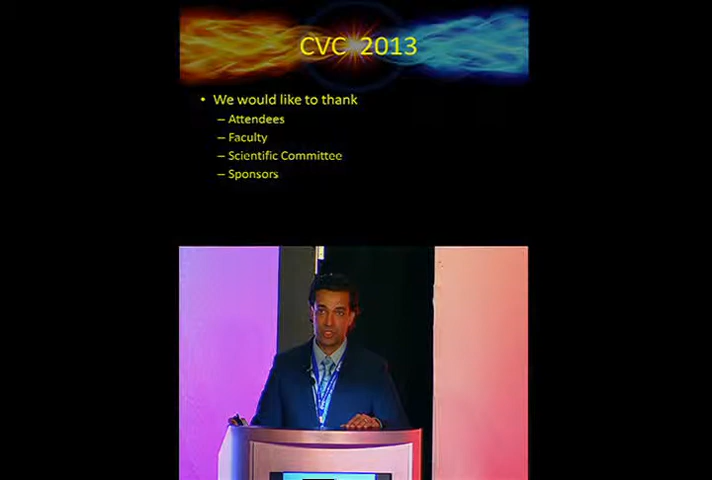 CVC 2013
• We would like to thank
– Attendees
– Faculty
– Scientific Committee
– Sponsors